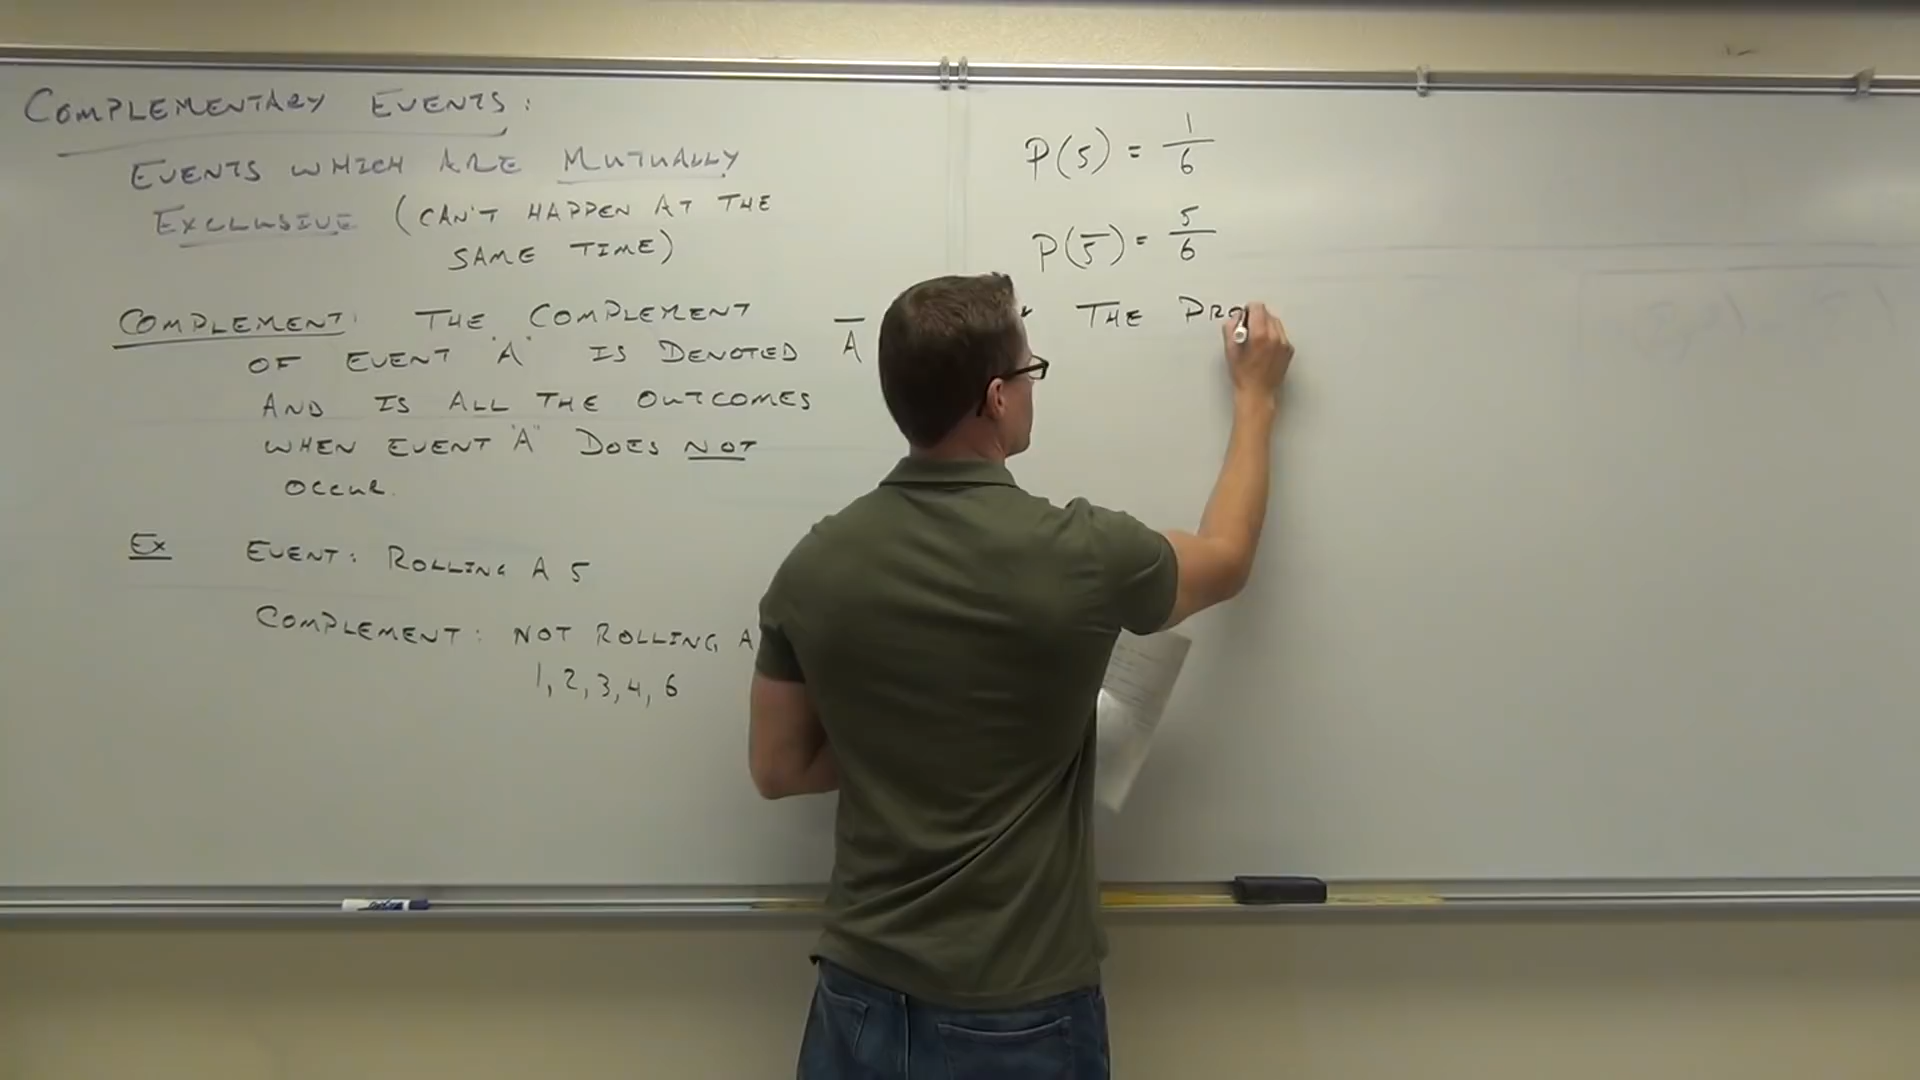 COMPLEMENTARY EVENTS:
EVENTS WHICH ARE MUTUALLY
EXCLUSIVE (CAN'T HAPPEN AT THE
SAME TIME)
COMPLEMENT: THE COMPLEMENT
OF EVENT "A" IS DENOTED A̅
AND IS ALL THE OUTCOMES
WHEN EVENT "A" DOES NOT
OCCUR.
EX EVENT: ROLLING A 5
COMPLEMENT: NOT ROLLING A
1, 2, 3, 4, 6
P(5) = 1/6
P(5̅) = 5/6
THE PRO